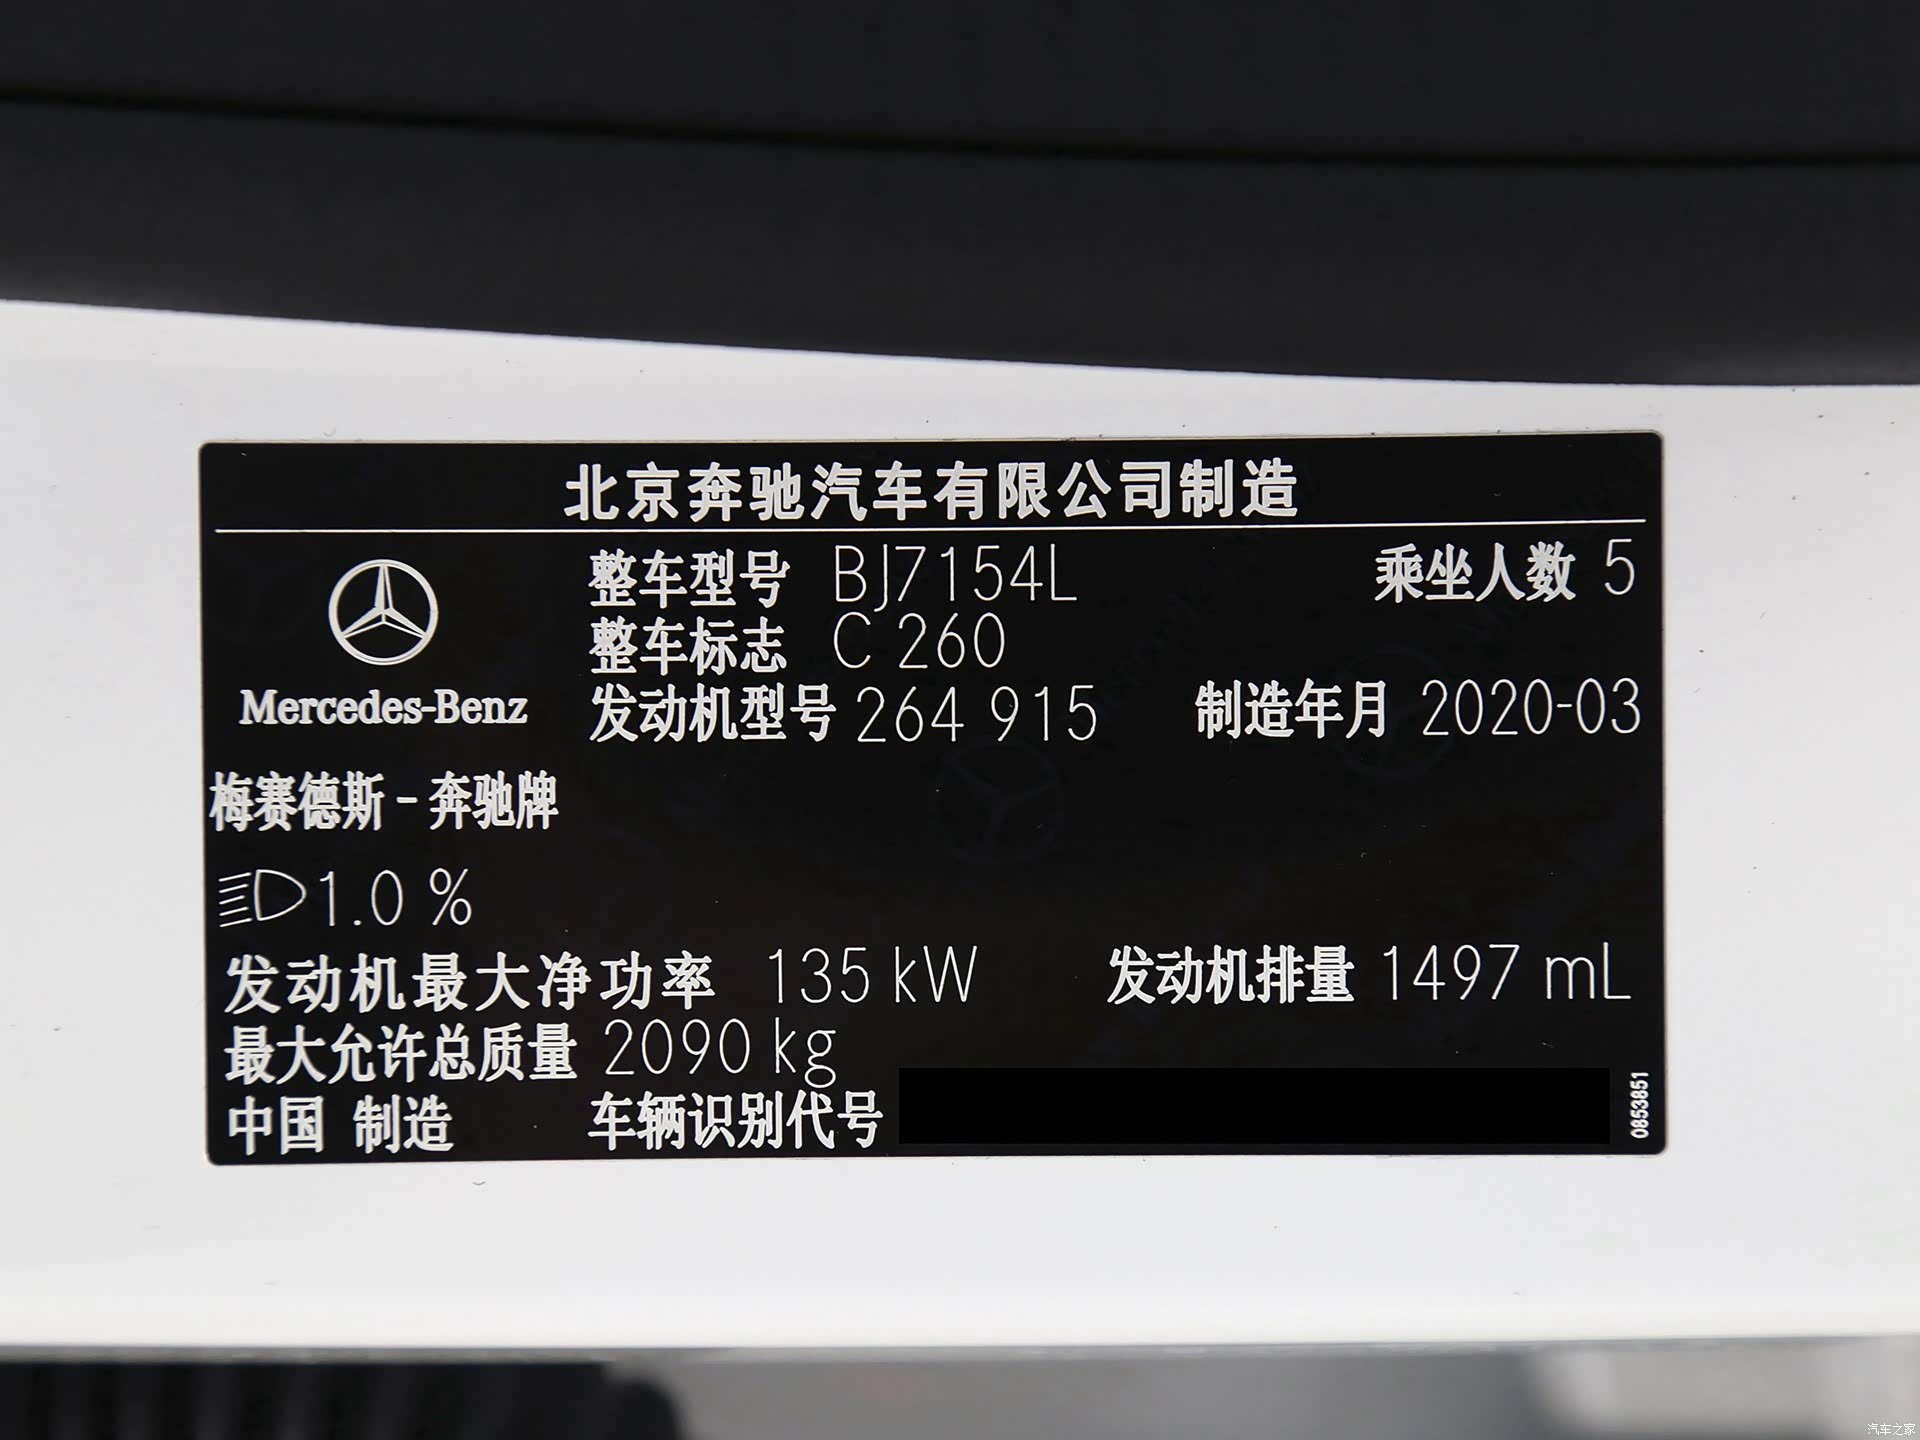 北京奔驰汽车有限公司制造
整车型号 BJ7154L 乘坐人数 5
整车标志 C 260
Mercedes-Benz 发动机型号 264 915 制造年月 2020-03
梅赛德斯-奔驰牌
1.0 %
发动机最大净功率 135 kW 发动机排量 1497 mL
最大允许总质量 2090 kg
中国 制造 车辆识别代号
0853851
汽车之家